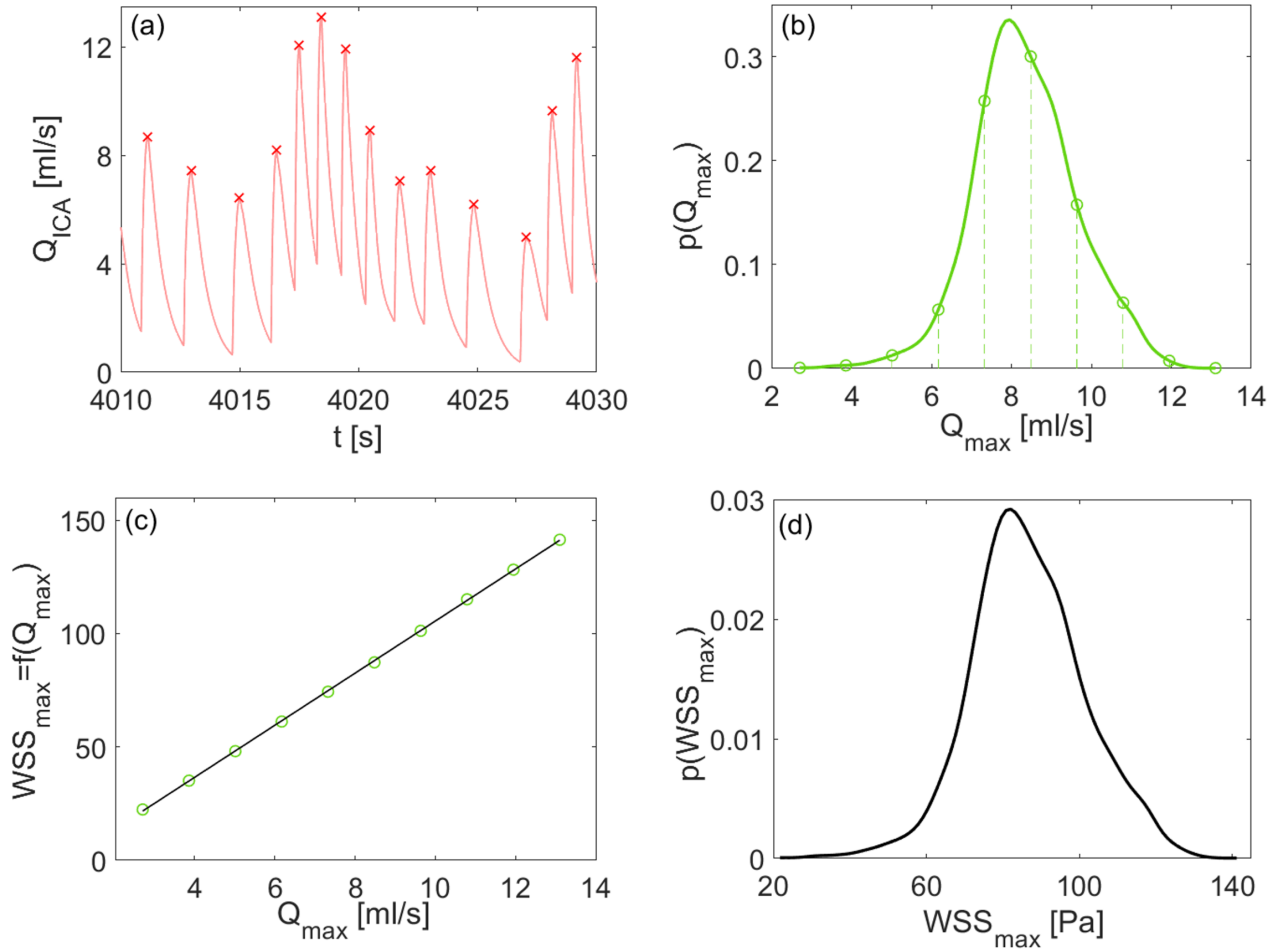 (a)
Q_ICA [ml/s]
12
8
4
0
4010 4015 4020 4025 4030
t [s]
(b)
p(Q_max)
0.3
0.2
0.1
0
2 4 6 8 10 12 14
Q_max [ml/s]
(c)
WSS_max =f(Q_max)
150
100
50
0
4 6 8 10 12 14
Q_max [ml/s]
(d)
p(WSS_max)
0.03
0.02
0.01
0
20 60 100 140
WSS_max [Pa]